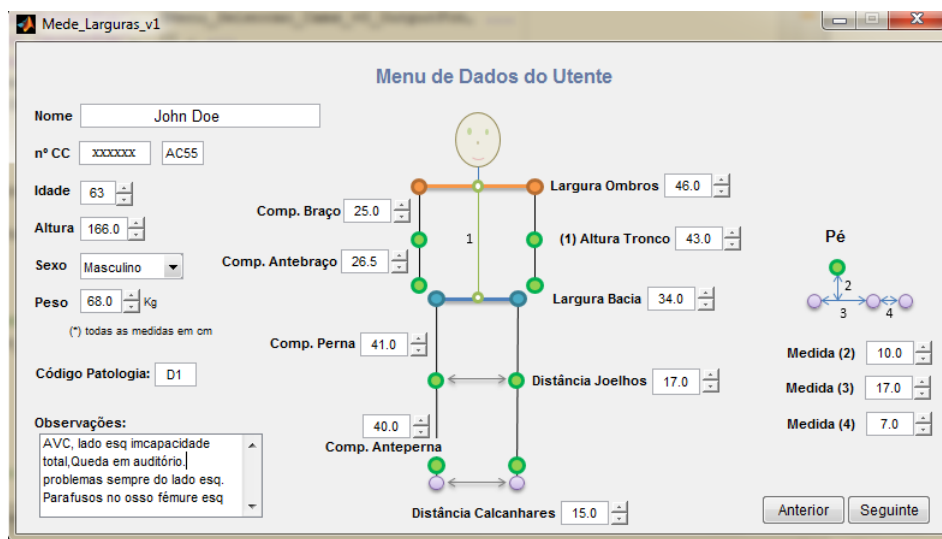 Mede_Larguras_v1
Menu de Dados do Utente
Nome John Doe
nº CC xxxxxx AC55
Idade 63
Altura 166.0
Sexo Masculino
Peso 68.0 Kg
(*) todas as medidas em cm
Código Patologia: D1
Observações:
AVC, lado esq imcapacidade
total,Queda em auditório.
problemas sempre do lado esq.
Parafusos no osso fémure esq
Comp. Braço 25.0
Comp. Antebraço 26.5
Comp. Perna 41.0
40.0
Comp. Anteperna
1
Largura Ombros 46.0
(1) Altura Tronco 43.0
Largura Bacia 34.0
Distância Joelhos 17.0
Distância Calcanhares 15.0
Pé
2
3 4
Medida (2) 10.0
Medida (3) 17.0
Medida (4) 7.0
Anterior Seguinte